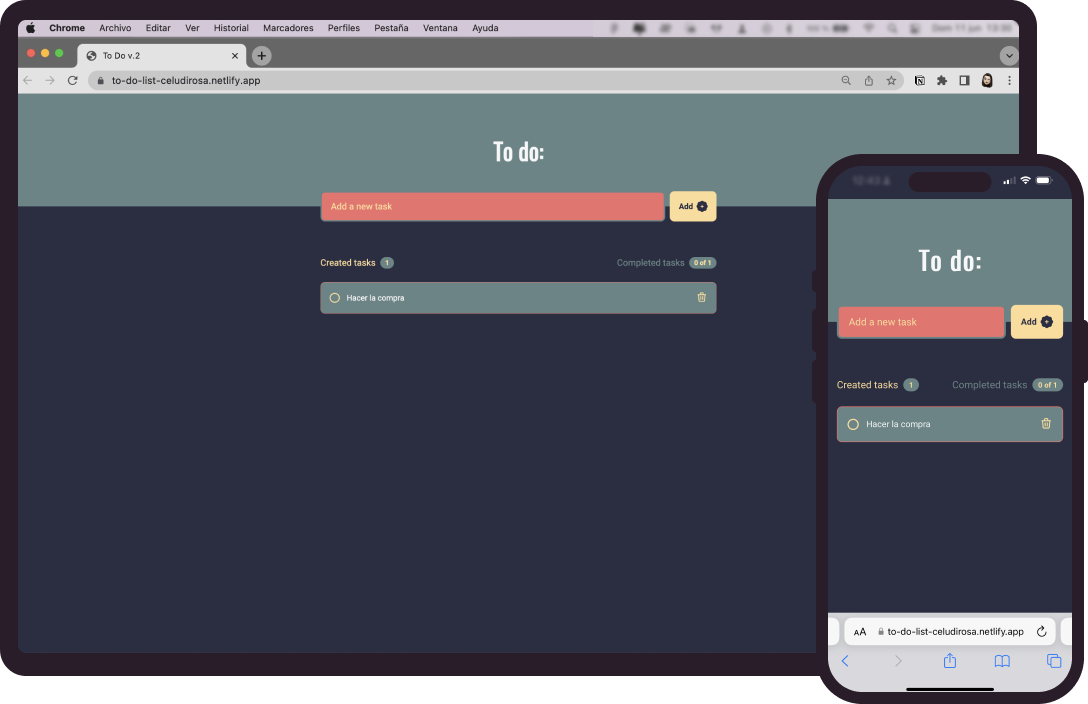 Chrome Archivo Editar Ver Historial Marcadores Perfiles Pestaña Ventana Ayuda
To Do v.2
to-do-list-celudirosa.netlify.app
To do:
Add a new task
Add
Created tasks 1
Completed tasks 0 of 1
Hacer la compra
To do:
Add a new task
Add
Created tasks 1
Completed tasks 0 of 1
Hacer la compra
AA to-do-list-celudirosa.netlify.app